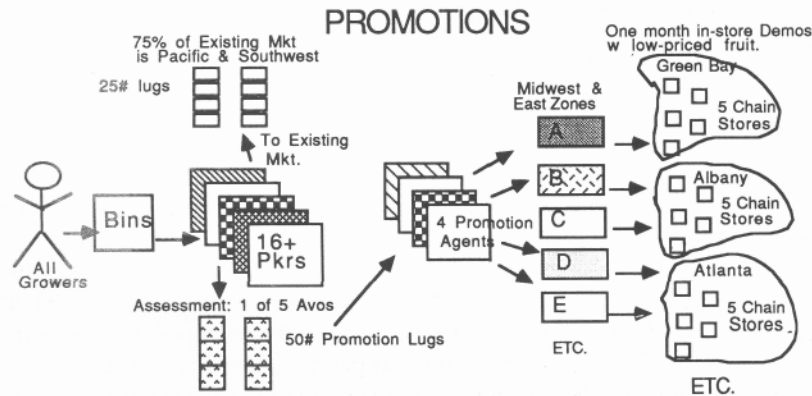 PROMOTIONS
75% of Existing Mkt
is Pacific & Southwest
25# lugs
To Existing
Mkt.
All
Growers
Bins
16+
Pkrs
Assessment: 1 of 5 Avos
50# Promotion Lugs
4 Promotion
Agents
Midwest &
East Zones
A
B
C
D
E
ETC.
One month in-store Demos
w low-priced fruit.
Green Bay
5 Chain
Stores
Albany
5 Chain
Stores
Atlanta
5 Chain
Stores
ETC.